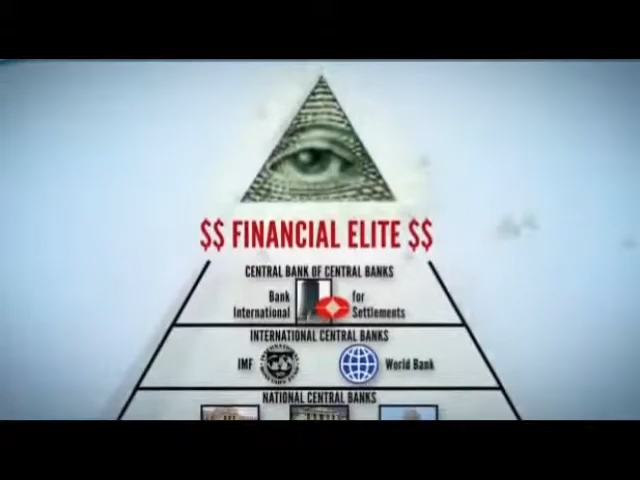 $$ FINANCIAL ELITE $$
CENTRAL BANK OF CENTRAL BANKS
Bank for
International Settlements
INTERNATIONAL CENTRAL BANKS
IMF World Bank
NATIONAL CENTRAL BANKS